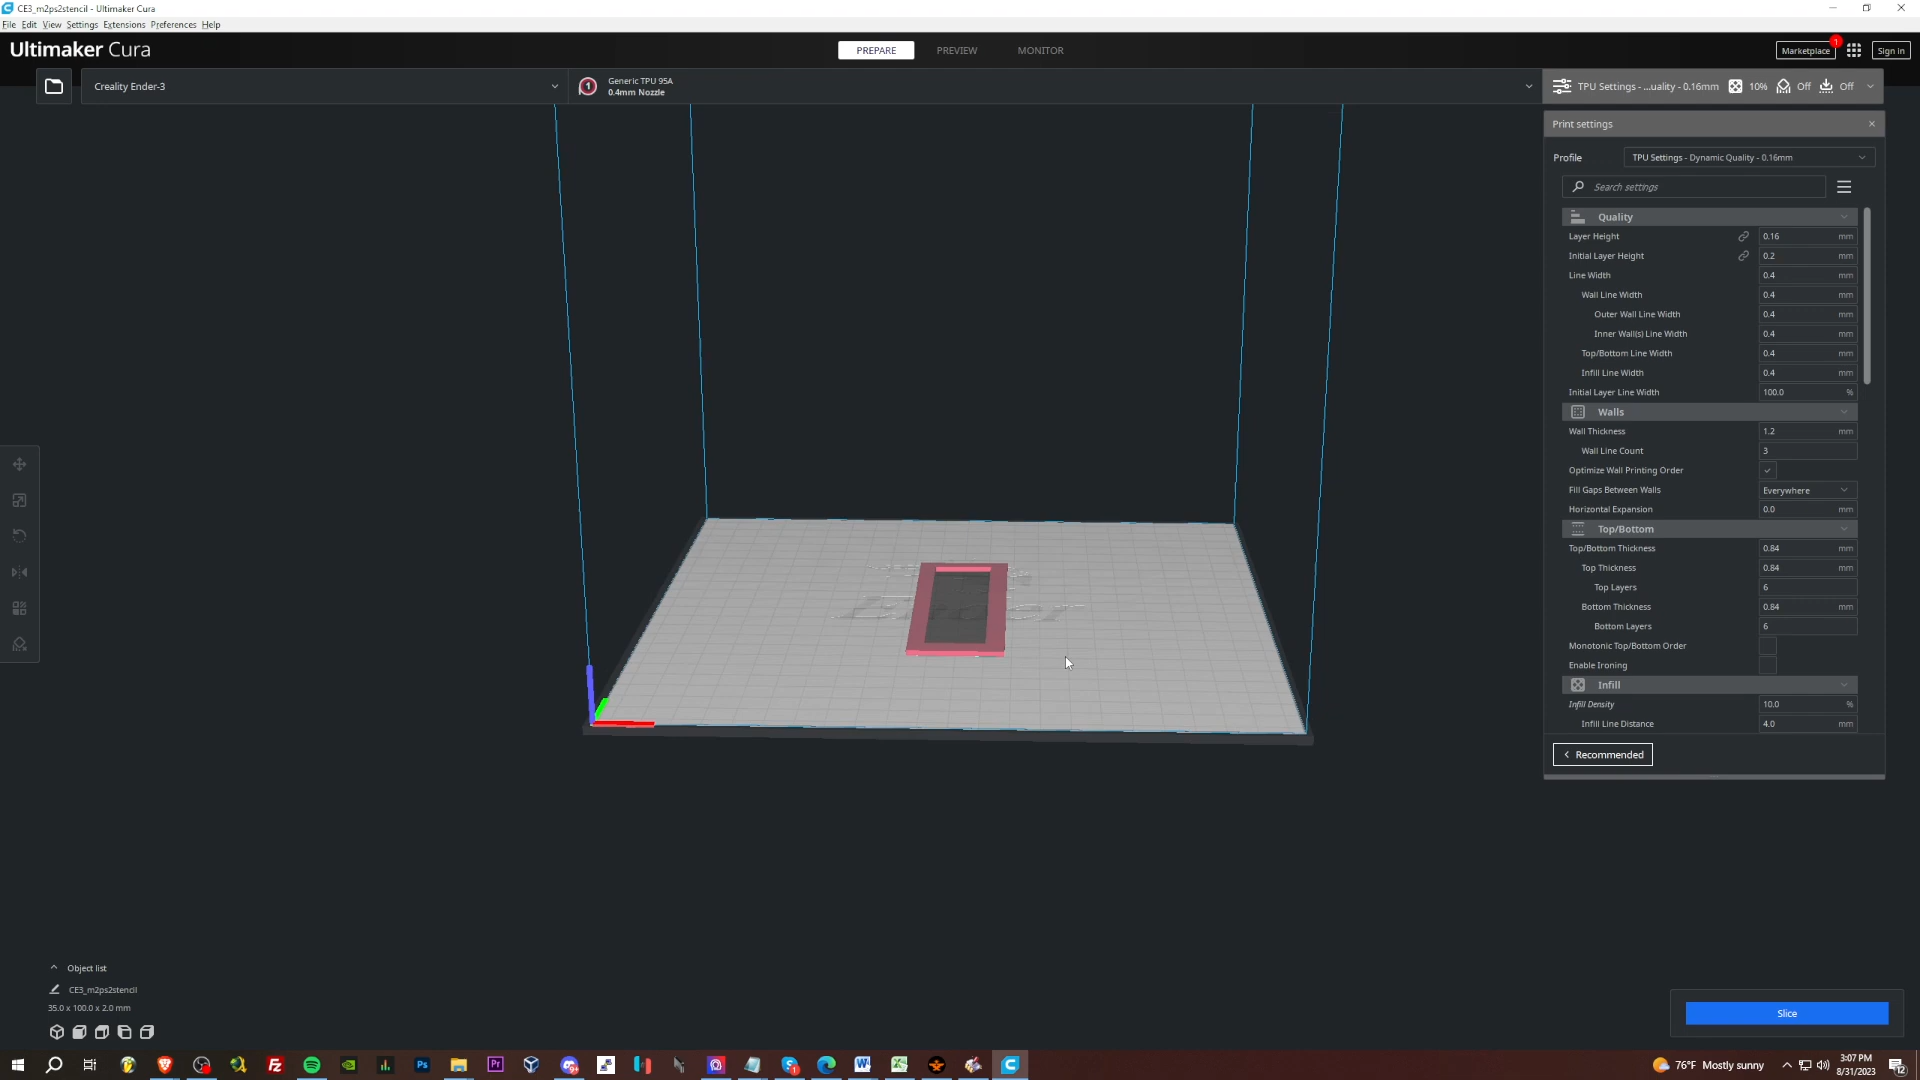 CE3_m2ps2stencil - Ultimaker Cura
File Edit View Settings Extensions Preferences Help
Ultimaker Cura
PREPARE PREVIEW MONITOR
Marketplace 1 Sign in
Creality Ender-3
1 Generic TPU 95A
0.4mm Nozzle
TPU Settings - ...uality - 0.16mm 10% Off Off
Print settings
Profile TPU Settings - Dynamic Quality - 0.16mm
Search settings
Quality
Layer Height 0.16 mm
Initial Layer Height 0.2 mm
Line Width 0.4 mm
Wall Line Width 0.4 mm
Outer Wall Line Width 0.4 mm
Inner Wall(s) Line Width 0.4 mm
Top/Bottom Line Width 0.4 mm
Infill Line Width 0.4 mm
Initial Layer Line Width 100.0 %
Walls
Wall Thickness 1.2 mm
Wall Line Count 3
Optimize Wall Printing Order
Fill Gaps Between Walls Everywhere
Horizontal Expansion 0.0 mm
Top/Bottom
Top/Bottom Thickness 0.84 mm
Top Thickness 0.84 mm
Top Layers 6
Bottom Thickness 0.84 mm
Bottom Layers 6
Monotonic Top/Bottom Order
Enable Ironing
Infill
Infill Density 10.0 %
Infill Line Distance 4.0 mm
Recommended
Object list
CE3_m2ps2stencil
35.0 x 100.0 x 2.0 mm
Slice
76°F Mostly sunny
3:07 PM
8/31/2023